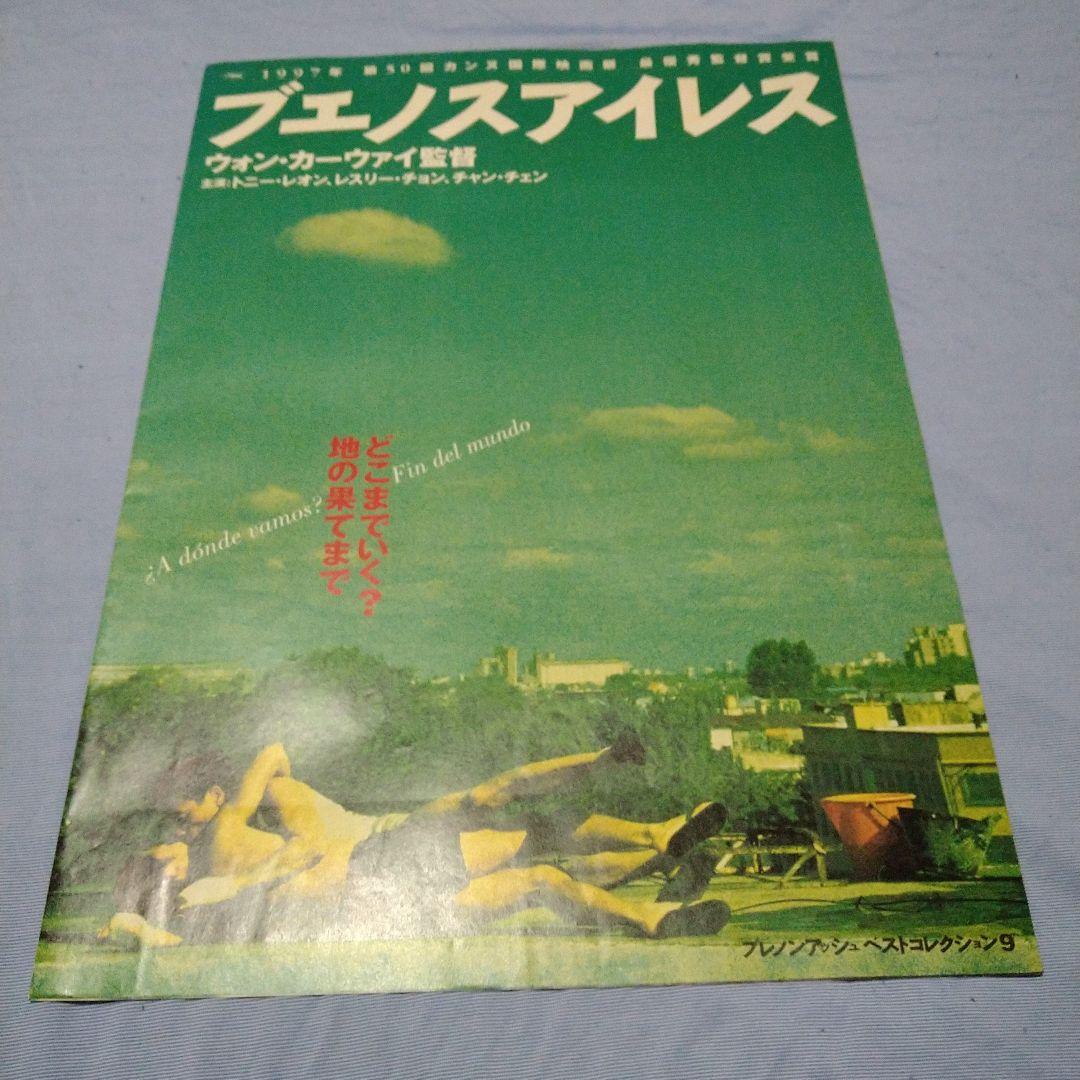 1997年 第50回カンヌ国際映画祭 最優秀監督賞受賞
ブエノスアイレス
ウォン・カーウァイ監督
主演:トニー・レオン、レスリー・チョン、チャン・チェン
どこまでいく?
地の果てまで
¿A dónde vamos?
Fin del mundo
プレノンアッシュ ベストコレクション9